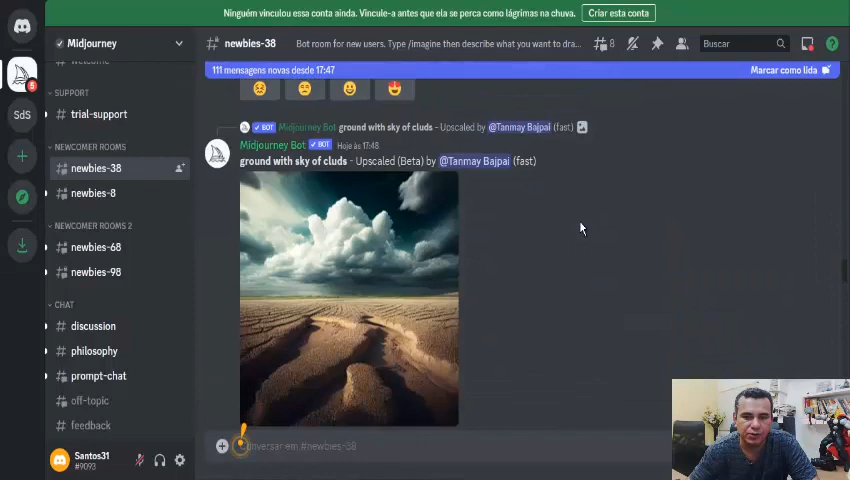 Ninguém vinculou essa conta ainda. Vincule-a antes que ela se perca como lágrimas na chuva.
Criar esta conta
Midjourney
newbies-38
Bot room for new users. Type /imagine then describe what you want to dra...
8
Buscar
111 mensagens novas desde 17:47
Marcar como lida
welcome
SUPPORT
trial-support
NEWCOMER ROOMS
newbies-38
newbies-8
NEWCOMER ROOMS 2
newbies-68
newbies-98
CHAT
discussion
philosophy
prompt-chat
off-topic
feedback
5
SdS
BOT Midjourney Bot ground with sky of cluds - Upscaled by @Tanmay Bajpai (fast)
Midjourney Bot BOT Hoje às 17:48
ground with sky of cluds - Upscaled (Beta) by @Tanmay Bajpai (fast)
Conversar em #newbies-38
Santos31
#9093